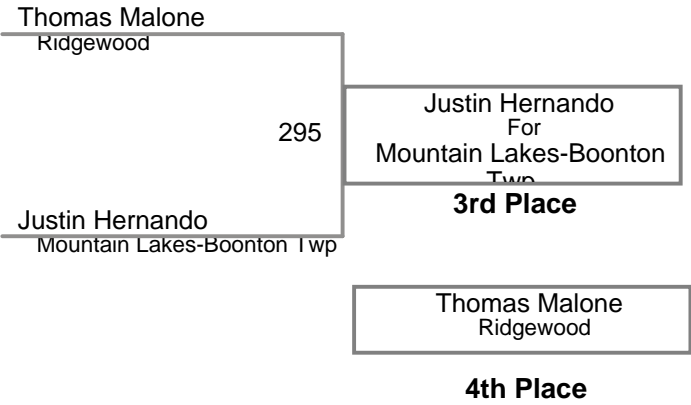 Thomas Malone
Ridgewood
295
Justin Hernando
For
Mountain Lakes-Boonton
Twp
3rd Place
Justin Hernando
Mountain Lakes-Boonton Twp
Thomas Malone
Ridgewood
4th Place